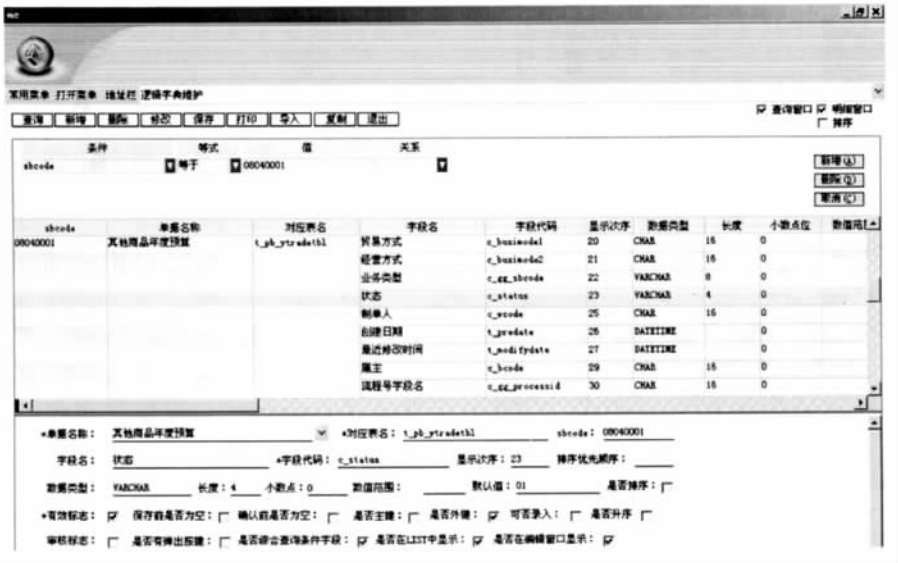 mc
常用菜单 打开菜单 地址栏 逻辑字典维护
查询 新增 删除 修改 保存 打印 导入 复制 退出
查询窗口 明细窗口
排序
条件 等式 值 关系
sbcode 等于 08040001
新增(A)
删除(D)
取消(C)
sbcode 单据名称 对应表名 字段名 字段代码 显示次序 数据类型 长度 小数点位 数值范
08040001 其他商品年度预算 t_pb_ytradetbl 贸易方式 c_busimode1 20 CHAR 16 0
经营方式 c_busimode2 21 CHAR 16 0
业务类型 c_gg_sbcode 22 VARCHAR 8 0
状态 c_status 23 VARCHAR 4 0
制单人 c_wcode 25 CHAR 16 0
创建日期 t_predate 26 DATETIME 0
最近修改时间 t_modifydate 27 DATETIME 0
属主 c_hcode 29 CHAR 16 0
流程号字段名 c_gg_processid 30 CHAR 16 0
*单据名称: 其他商品年度预算 *对应表名: t_pb_ytradetbl sbcode: 08040001
字段名: 状态 *字段代码: c_status 显示次序: 23 排序优先顺序:
数据类型: VARCHAR 长度: 4 小数点: 0 数值范围: 默认值: 01 是否排序:
*有效标志: 保存前是否为空: 确认前是否为空: 是否主键: 是否外键: 可否录入: 是否升序
审核标志: 是否有弹出按键: 是否综合查询条件字段: 是否在LIST中显示: 是否在编辑窗口显示: